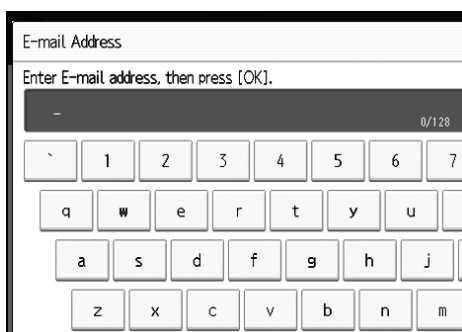 E-mail Address
Enter E-mail address, then press [OK].
_
0/128
` 1 2 3 4 5 6 7
q w e r t y u
a s d f g h j
z x c v b n m